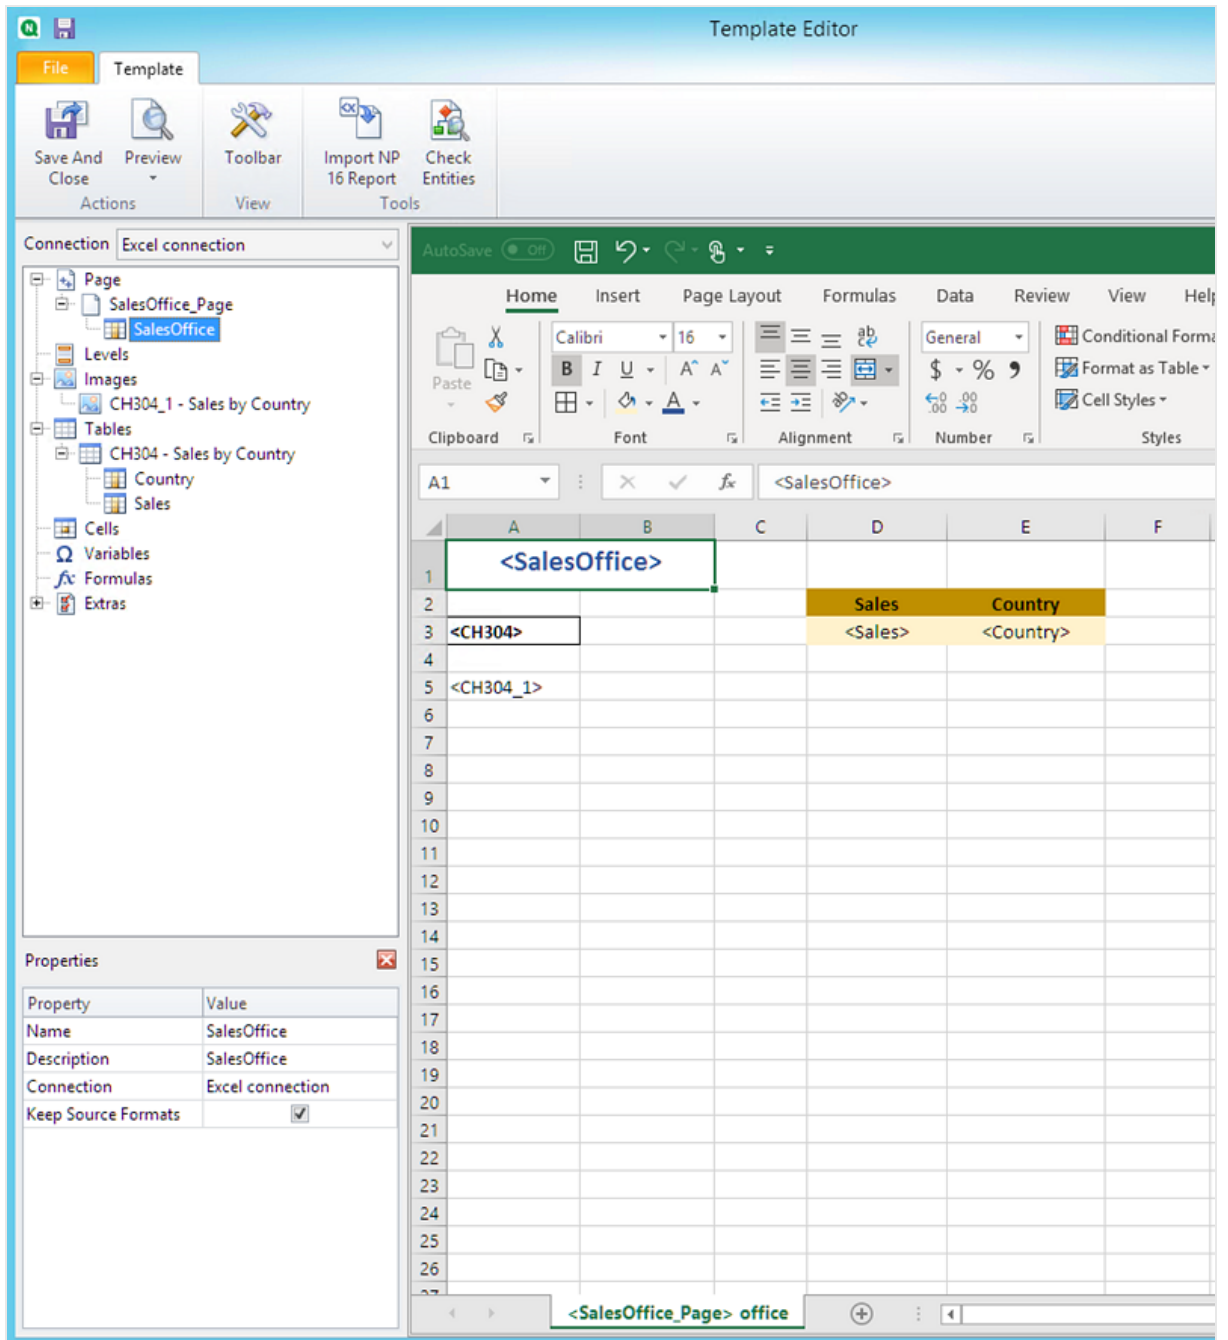 Template Editor
File Template
Save And Close Preview Toolbar Import NP 16 Report Check Entities
Actions View Tools
Connection Excel connection
Page
SalesOffice_Page
SalesOffice
Levels
Images
CH304_1 - Sales by Country
Tables
CH304 - Sales by Country
Country
Sales
Cells
Variables
Formulas
Extras
Properties
Property Value
Name SalesOffice
Description SalesOffice
Connection Excel connection
Keep Source Formats
AutoSave Off
Home Insert Page Layout Formulas Data Review View Help
Paste Calibri 16 General Conditional Forma
B I U A A $ % Format as Table
A Cell Styles
Clipboard Font Alignment Number Styles
A1 fx <SalesOffice>
A B C D E F
1 <SalesOffice>
2 Sales Country
3 <CH304> <Sales> <Country>
4
5 <CH304_1>
6
7
8
9
10
11
12
13
14
15
16
17
18
19
20
21
22
23
24
25
26
27
<SalesOffice_Page> office